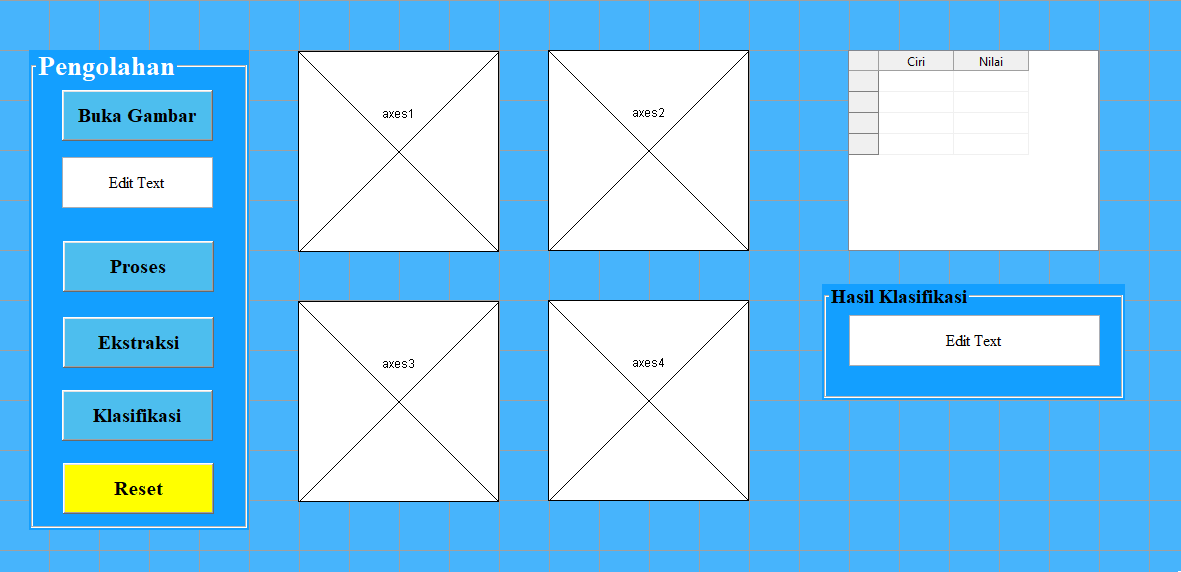 Pengolahan
Buka Gambar
Edit Text
Proses
Ekstraksi
Klasifikasi
Reset
axes1
axes2
axes3
axes4
Ciri Nilai
Hasil Klasifikasi
Edit Text